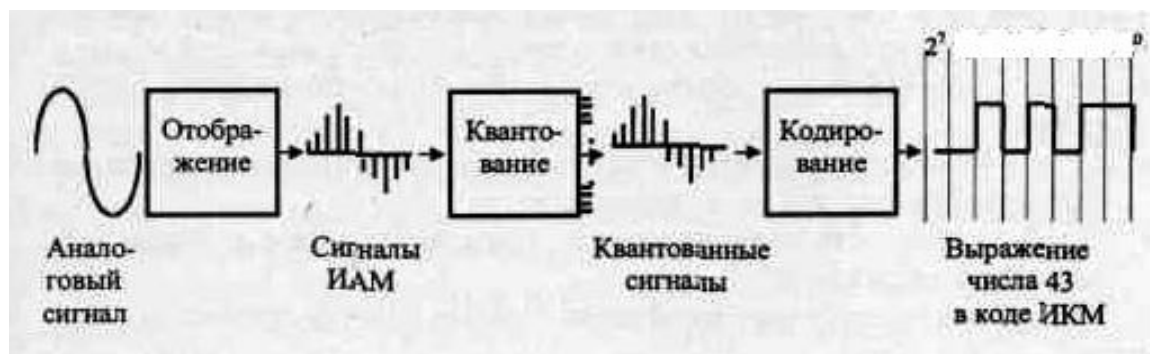 2⁷
0
Отобра-
жение
Кванто-
вание
Кодиро-
вание
Анало-
говый
сигнал
Сигналы
ИАМ
Квантованные
сигналы
Выражение
числа 43
в коде ИКМ